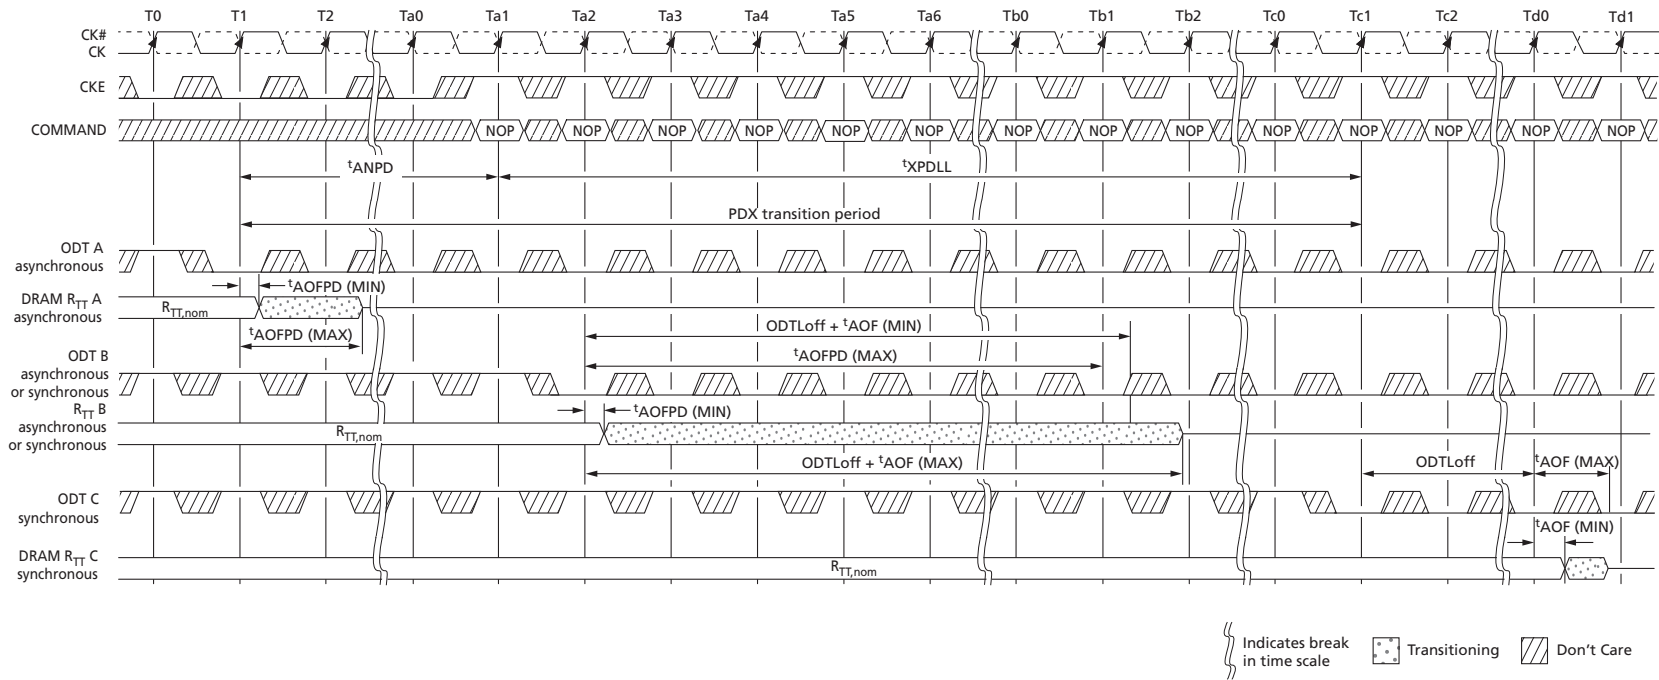 T0 T1 T2 Ta0 Ta1 Ta2 Ta3 Ta4 Ta5 Ta6 Tb0 Tb1 Tb2 Tc0 Tc1 Tc2 Td0 Td1
CK#
CK
CKE
COMMAND NOP NOP NOP NOP NOP NOP NOP NOP NOP NOP NOP NOP NOP NOP
tANPD tXPDLL
PDX transition period
ODT A
asynchronous
tAOFPD (MIN)
DRAM RTT A
asynchronous
RTT,nom
tAOFPD (MAX)
ODTLoff + tAOF (MIN)
tAOFPD (MAX)
ODT B
asynchronous
or synchronous
tAOFPD (MIN)
RTT B
asynchronous
or synchronous
RTT,nom
ODTLoff + tAOF (MAX) ODTLoff tAOF (MAX)
ODT C
synchronous
tAOF (MIN)
DRAM RTT C
synchronous
RTT,nom
Indicates break
in time scale
Transitioning
Don't Care